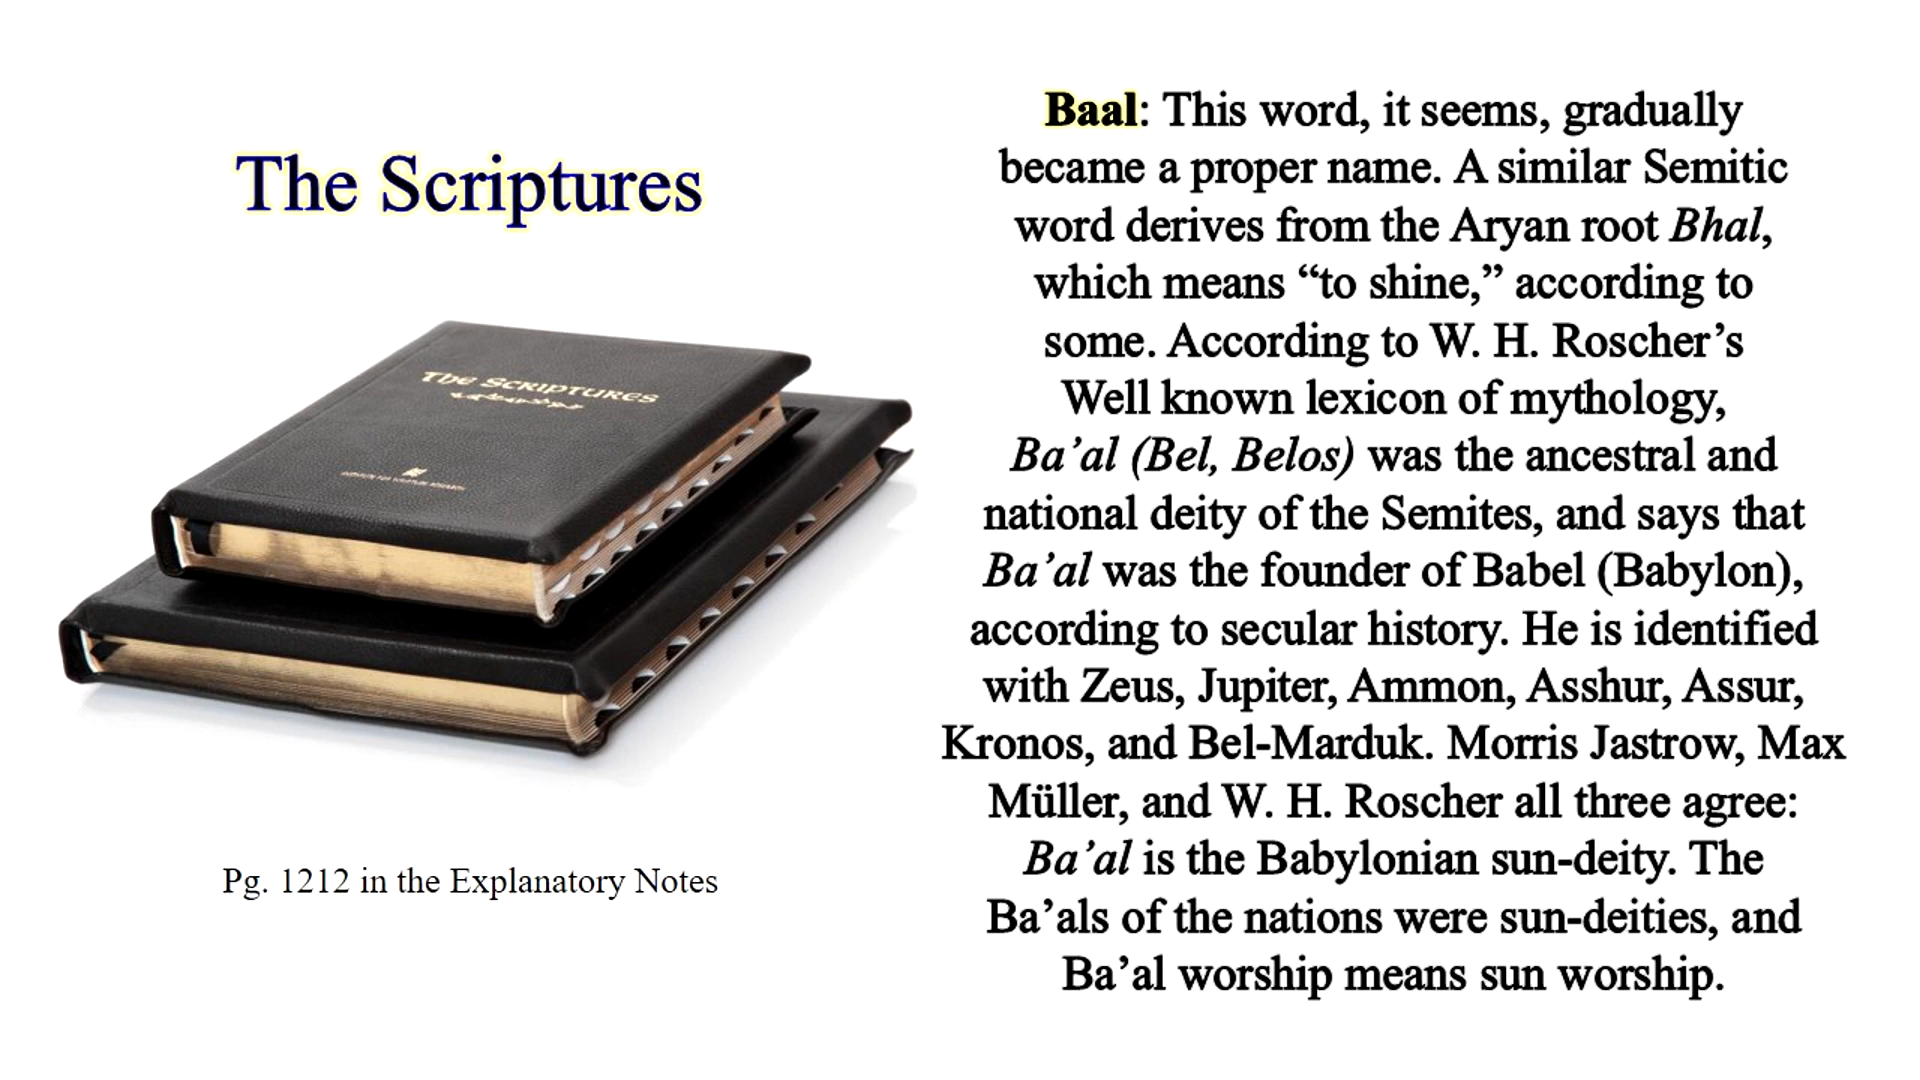 The Scriptures
The Scriptures
Pg. 1212 in the Explanatory Notes
Baal: This word, it seems, gradually
became a proper name. A similar Semitic
word derives from the Aryan root Bhal,
which means “to shine,” according to
some. According to W. H. Roscher’s
Well known lexicon of mythology,
Ba’al (Bel, Belos) was the ancestral and
national deity of the Semites, and says that
Ba’al was the founder of Babel (Babylon),
according to secular history. He is identified
with Zeus, Jupiter, Ammon, Asshur, Assur,
Kronos, and Bel-Marduk. Morris Jastrow, Max
Müller, and W. H. Roscher all three agree:
Ba’al is the Babylonian sun-deity. The
Ba’als of the nations were sun-deities, and
Ba’al worship means sun worship.